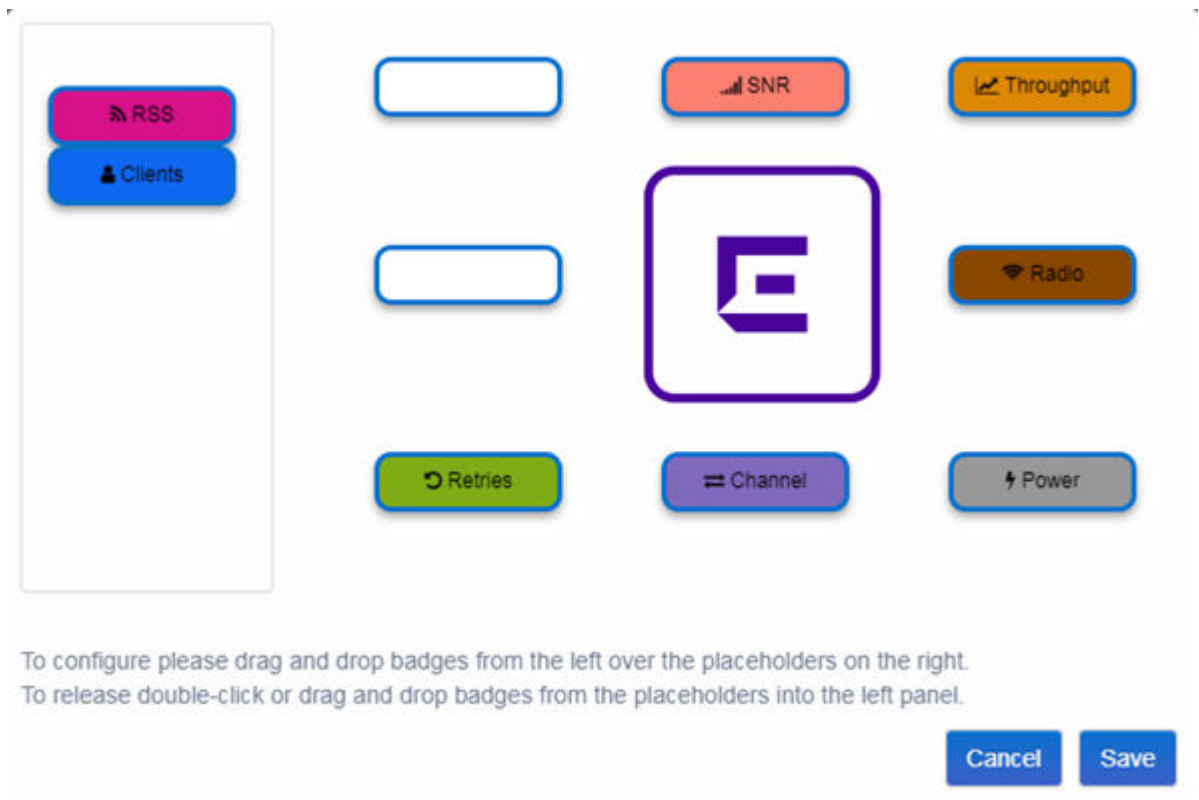 RSS
Clients
SNR
Throughput
Radio
Retries
Channel
Power
To configure please drag and drop badges from the left over the placeholders on the right.
To release double-click or drag and drop badges from the placeholders into the left panel.
Cancel
Save